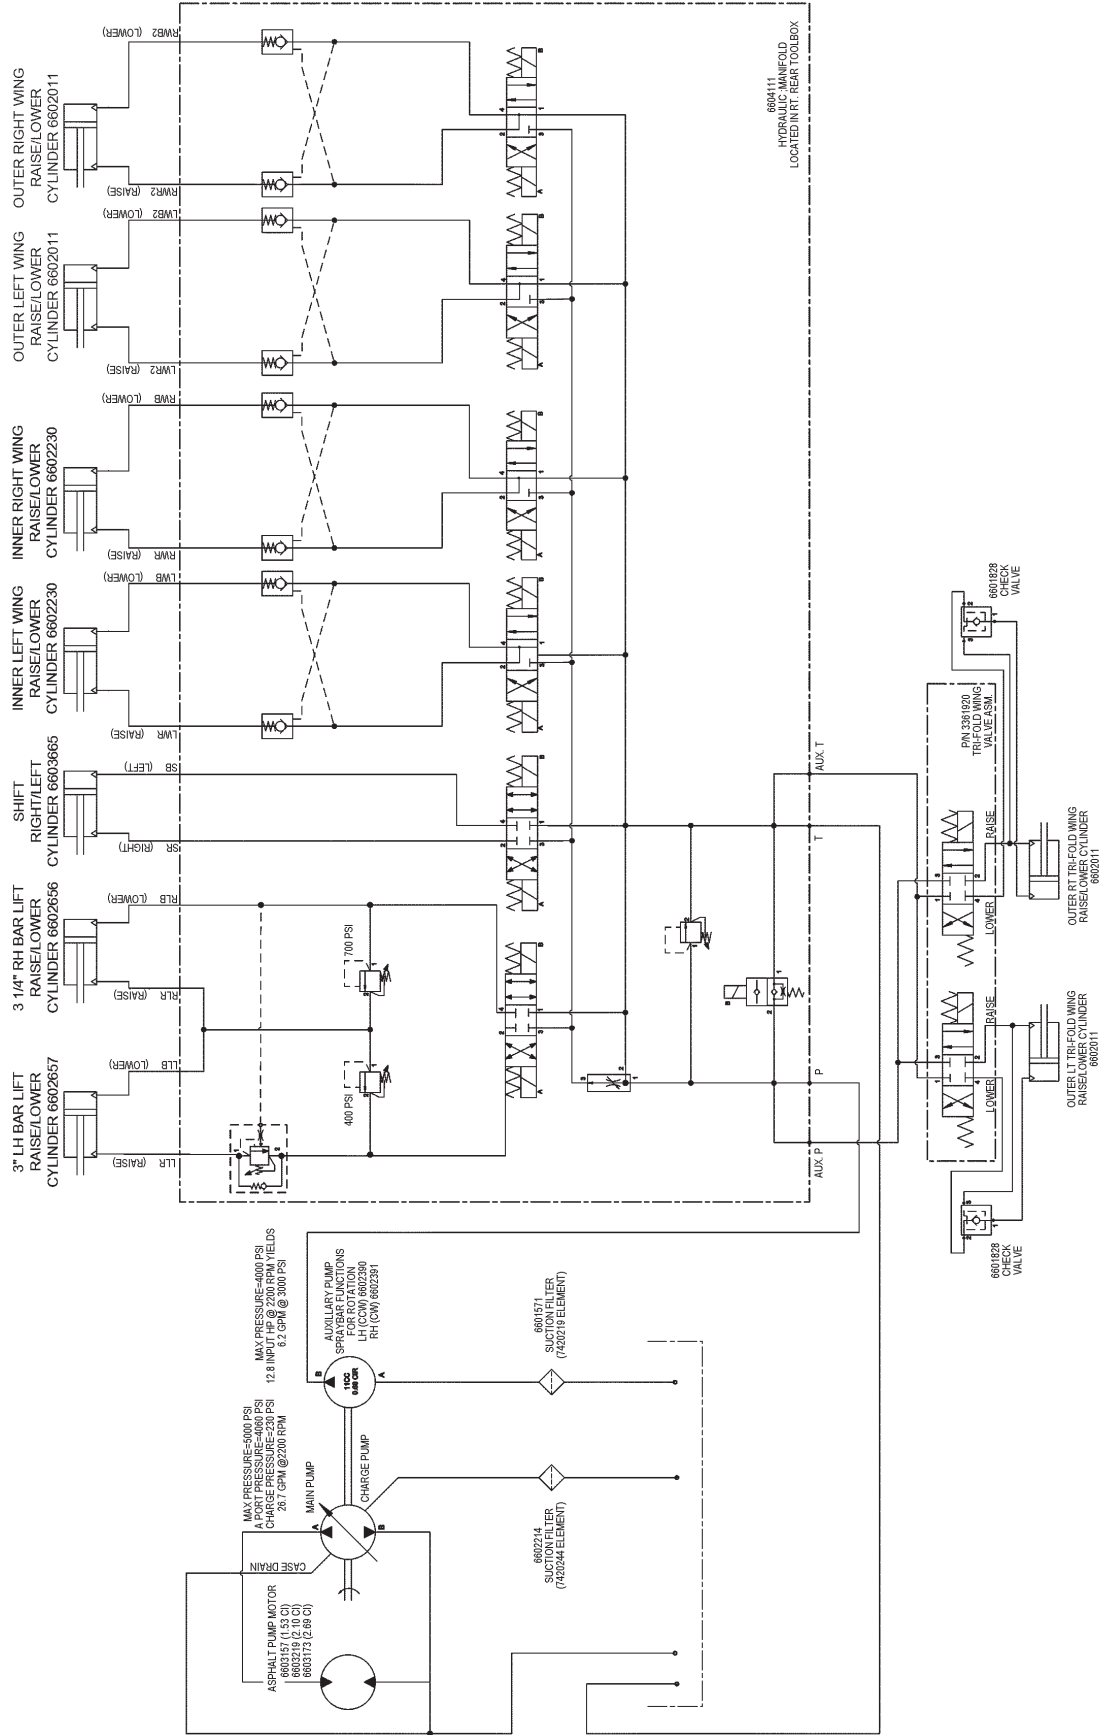 OUTER RIGHT WING
RAISE/LOWER
CYLINDER 6602011
OUTER LEFT WING
RAISE/LOWER
CYLINDER 6602011
INNER RIGHT WING
RAISE/LOWER
CYLINDER 6602230
INNER LEFT WING
RAISE/LOWER
CYLINDER 6602230
SHIFT
RIGHT/LEFT
CYLINDER 6603665
3 1/4" RH BAR LIFT
RAISE/LOWER
CYLINDER 6602656
3" LH BAR LIFT
RAISE/LOWER
CYLINDER 6602657
RWB2 (LOWER)
RWR2 (RAISE)
LWB2 (LOWER)
LWR2 (RAISE)
RWB (LOWER)
RWR (RAISE)
LWB (LOWER)
LWR (RAISE)
SB (LEFT)
SR (RIGHT)
RLB (LOWER)
RLR (RAISE)
LLB (LOWER)
LLR (RAISE)
6604111
HYDRAULIC MANIFOLD
LOCATED IN RT. REAR TOOLBOX
700 PSI
400 PSI
AUX. T
T
P
AUX. P
P/N 3361920
TRI-FOLD WING
VALVE ASM.
RAISE
LOWER
RAISE
LOWER
6601828
CHECK
VALVE
6601828
CHECK
VALVE
OUTER RT TRI-FOLD WING
RAISE/LOWER CYLINDER
6602011
OUTER LT TRI-FOLD WING
RAISE/LOWER CYLINDER
6602011
MAX PRESSURE=4000 PSI
12.8 INPUT HP @ 2200 RPM YIELDS
6.2 GPM @ 3000 PSI
AUXILLARY PUMP
SPRAYBAR FUNCTIONS
FOR ROTATION
LH (CCW) 6602390
RH (CW) 6602391
B
11CC
0.68 CIR
A
MAX PRESSURE=5000 PSI
A PORT PRESSURE=4060 PSI
CHARGE PRESSURE=230 PSI
26.7 GPM @2200 RPM
MAIN PUMP
CHARGE PUMP
A
B
CASE DRAIN
ASPHALT PUMP MOTOR
6603157 (1.53 CI)
6603219 (2.10 CI)
6603173 (2.69 CI)
6601571
SUCTION FILTER
(7420219 ELEMENT)
6602214
SUCTION FILTER
(7420244 ELEMENT)